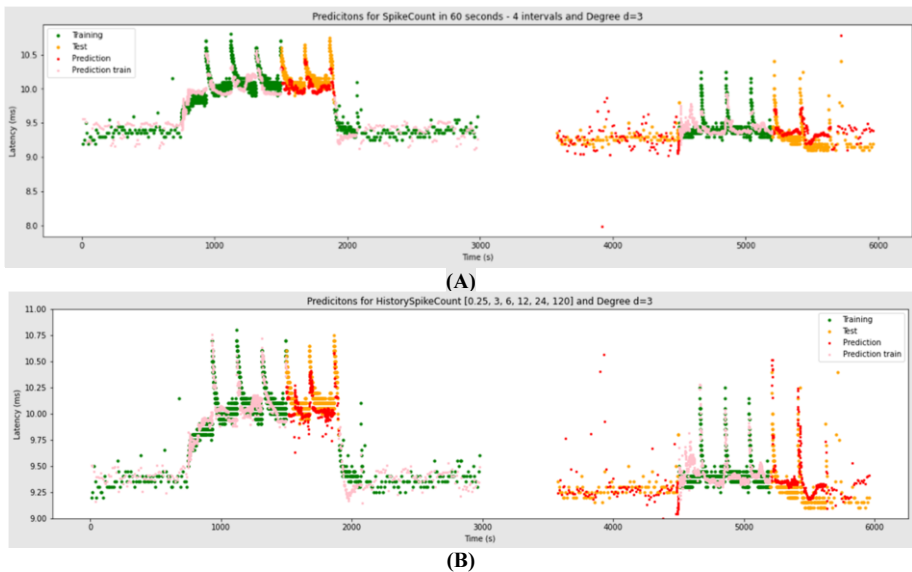 Predicitons for SpikeCount in 60 seconds - 4 intervals and Degree d=3
Training
Test
Prediction
Prediction train
Latency (ms)
10.5
10.0
9.5
9.0
8.5
8.0
0 1000 2000 3000 4000 5000 6000
Time (s)
(A)
Predicitons for HistorySpikeCount [0.25, 3, 6, 12, 24, 120] and Degree d=3
Training
Test
Prediction
Prediction train
Latency (ms)
11.00
10.75
10.50
10.25
10.00
9.75
9.50
9.25
9.00
0 1000 2000 3000 4000 5000 6000
Time (s)
(B)